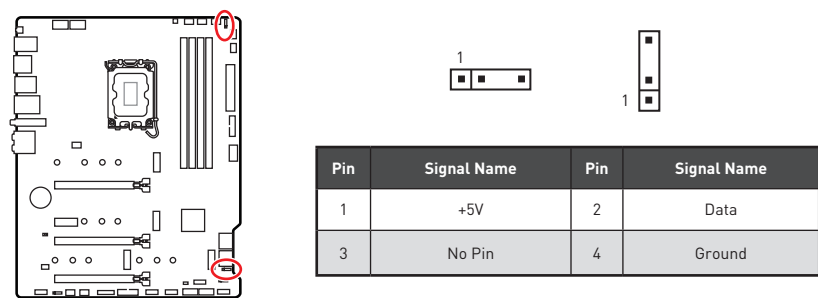 1
1
Pin Signal Name Pin Signal Name
1 +5V 2 Data
3 No Pin 4 Ground